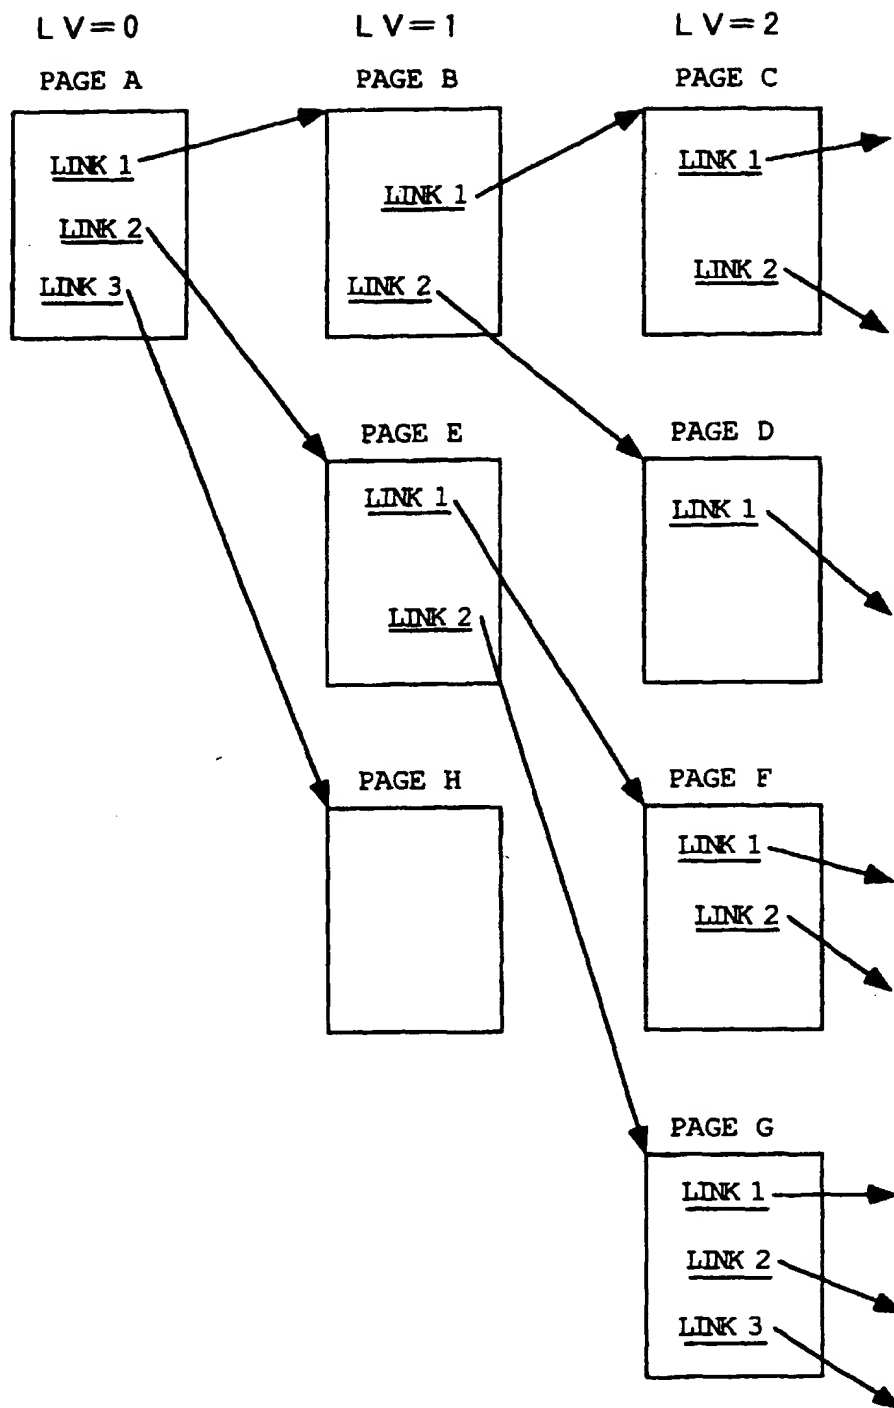 LV=0
LV=1
LV=2
PAGE A
PAGE B
PAGE C
LINK 1
LINK 2
LINK 3
LINK 1
LINK 2
LINK 1
LINK 2
PAGE E
PAGE D
LINK 1
LINK 2
LINK 1
PAGE H
PAGE F
LINK 1
LINK 2
PAGE G
LINK 1
LINK 2
LINK 3